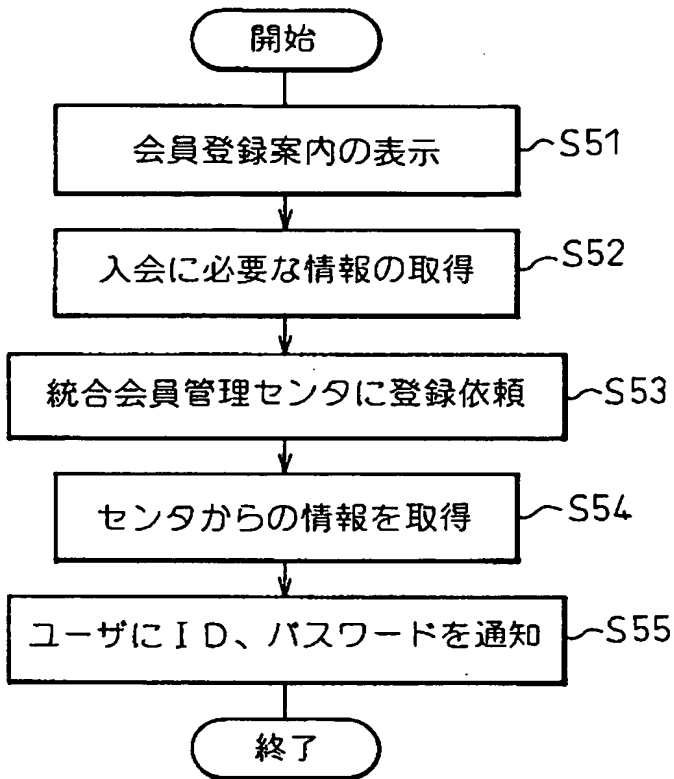 開始
会員登録案内の表示 S51
入会に必要な情報の取得 S52
統合会員管理センタに登録依頼 S53
センタからの情報を取得 S54
ユーザにＩＤ、パスワードを通知 S55
終了